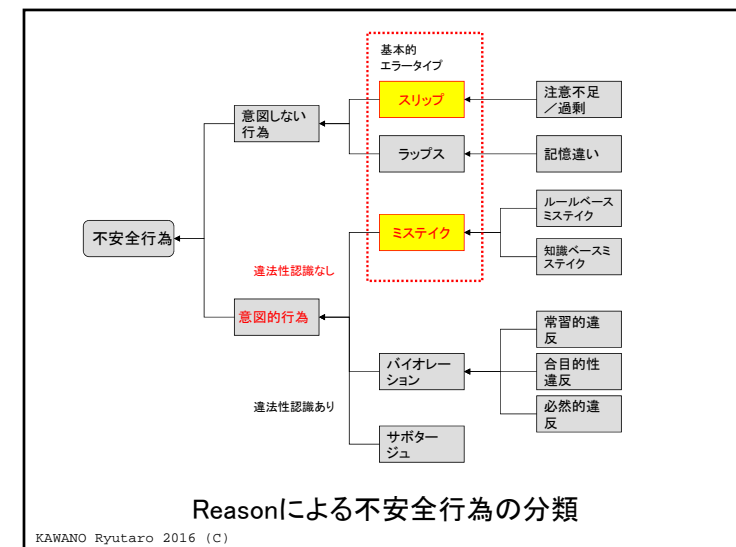 基本的
エラータイプ
スリップ
注意不足
／過剰
意図しない
行為
ラップス
記憶違い
ルールベース
ミステイク
不安全行為
ミステイク
知識ベースミ
ステイク
違法性認識なし
意図的行為
常習的違
反
バイオレー
ション
合目的性
違反
違法性認識あり
必然的違
反
サボター
ジュ
Reasonによる不安全行為の分類
KAWANO Ryutaro 2016 (C)